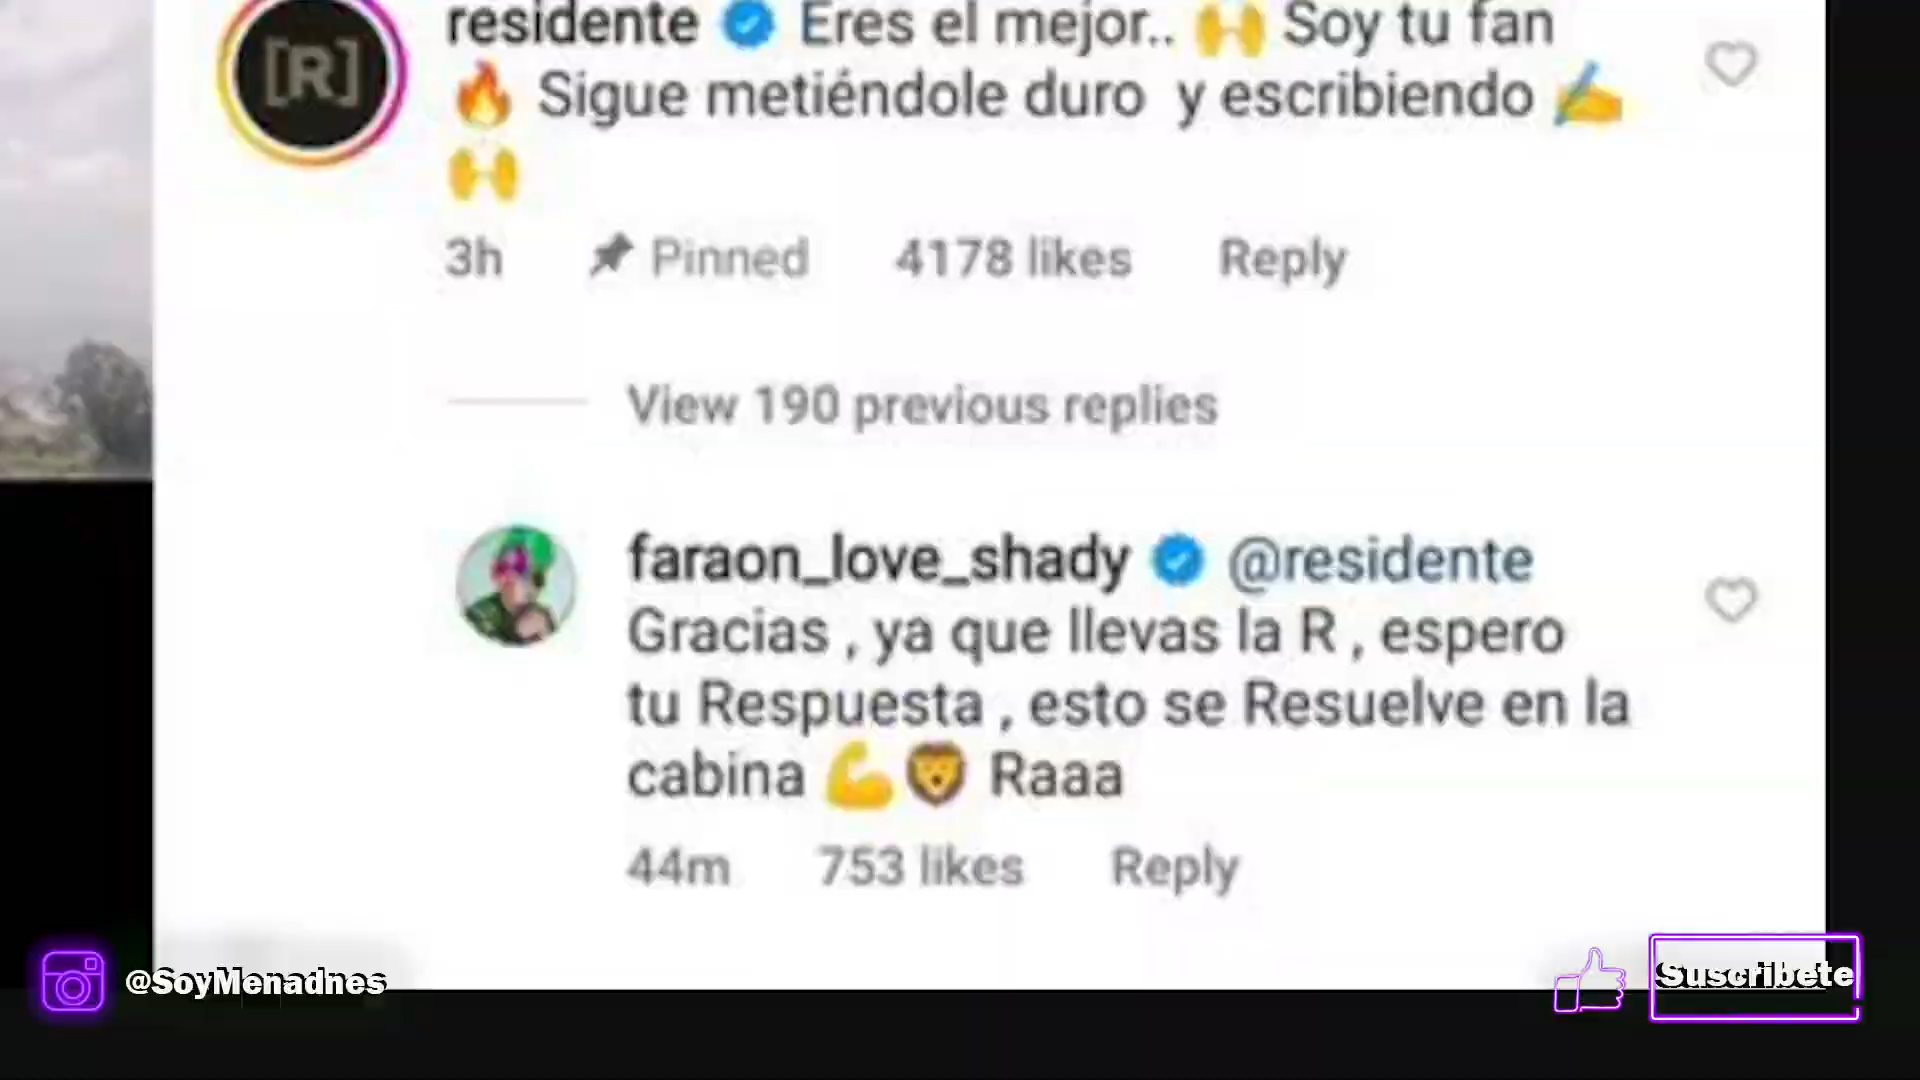 [R]
residente Eres el mejor.. 🙌 Soy tu fan
🔥 Sigue metiéndole duro y escribiendo ✍️
🙌
3h Pinned 4178 likes Reply
View 190 previous replies
faraon_love_shady @residente
Gracias , ya que llevas la R , espero
tu Respuesta , esto se Resuelve en la
cabina 💪🦁 Raaa
44m 753 likes Reply
@SoyMenadnes
Suscribete